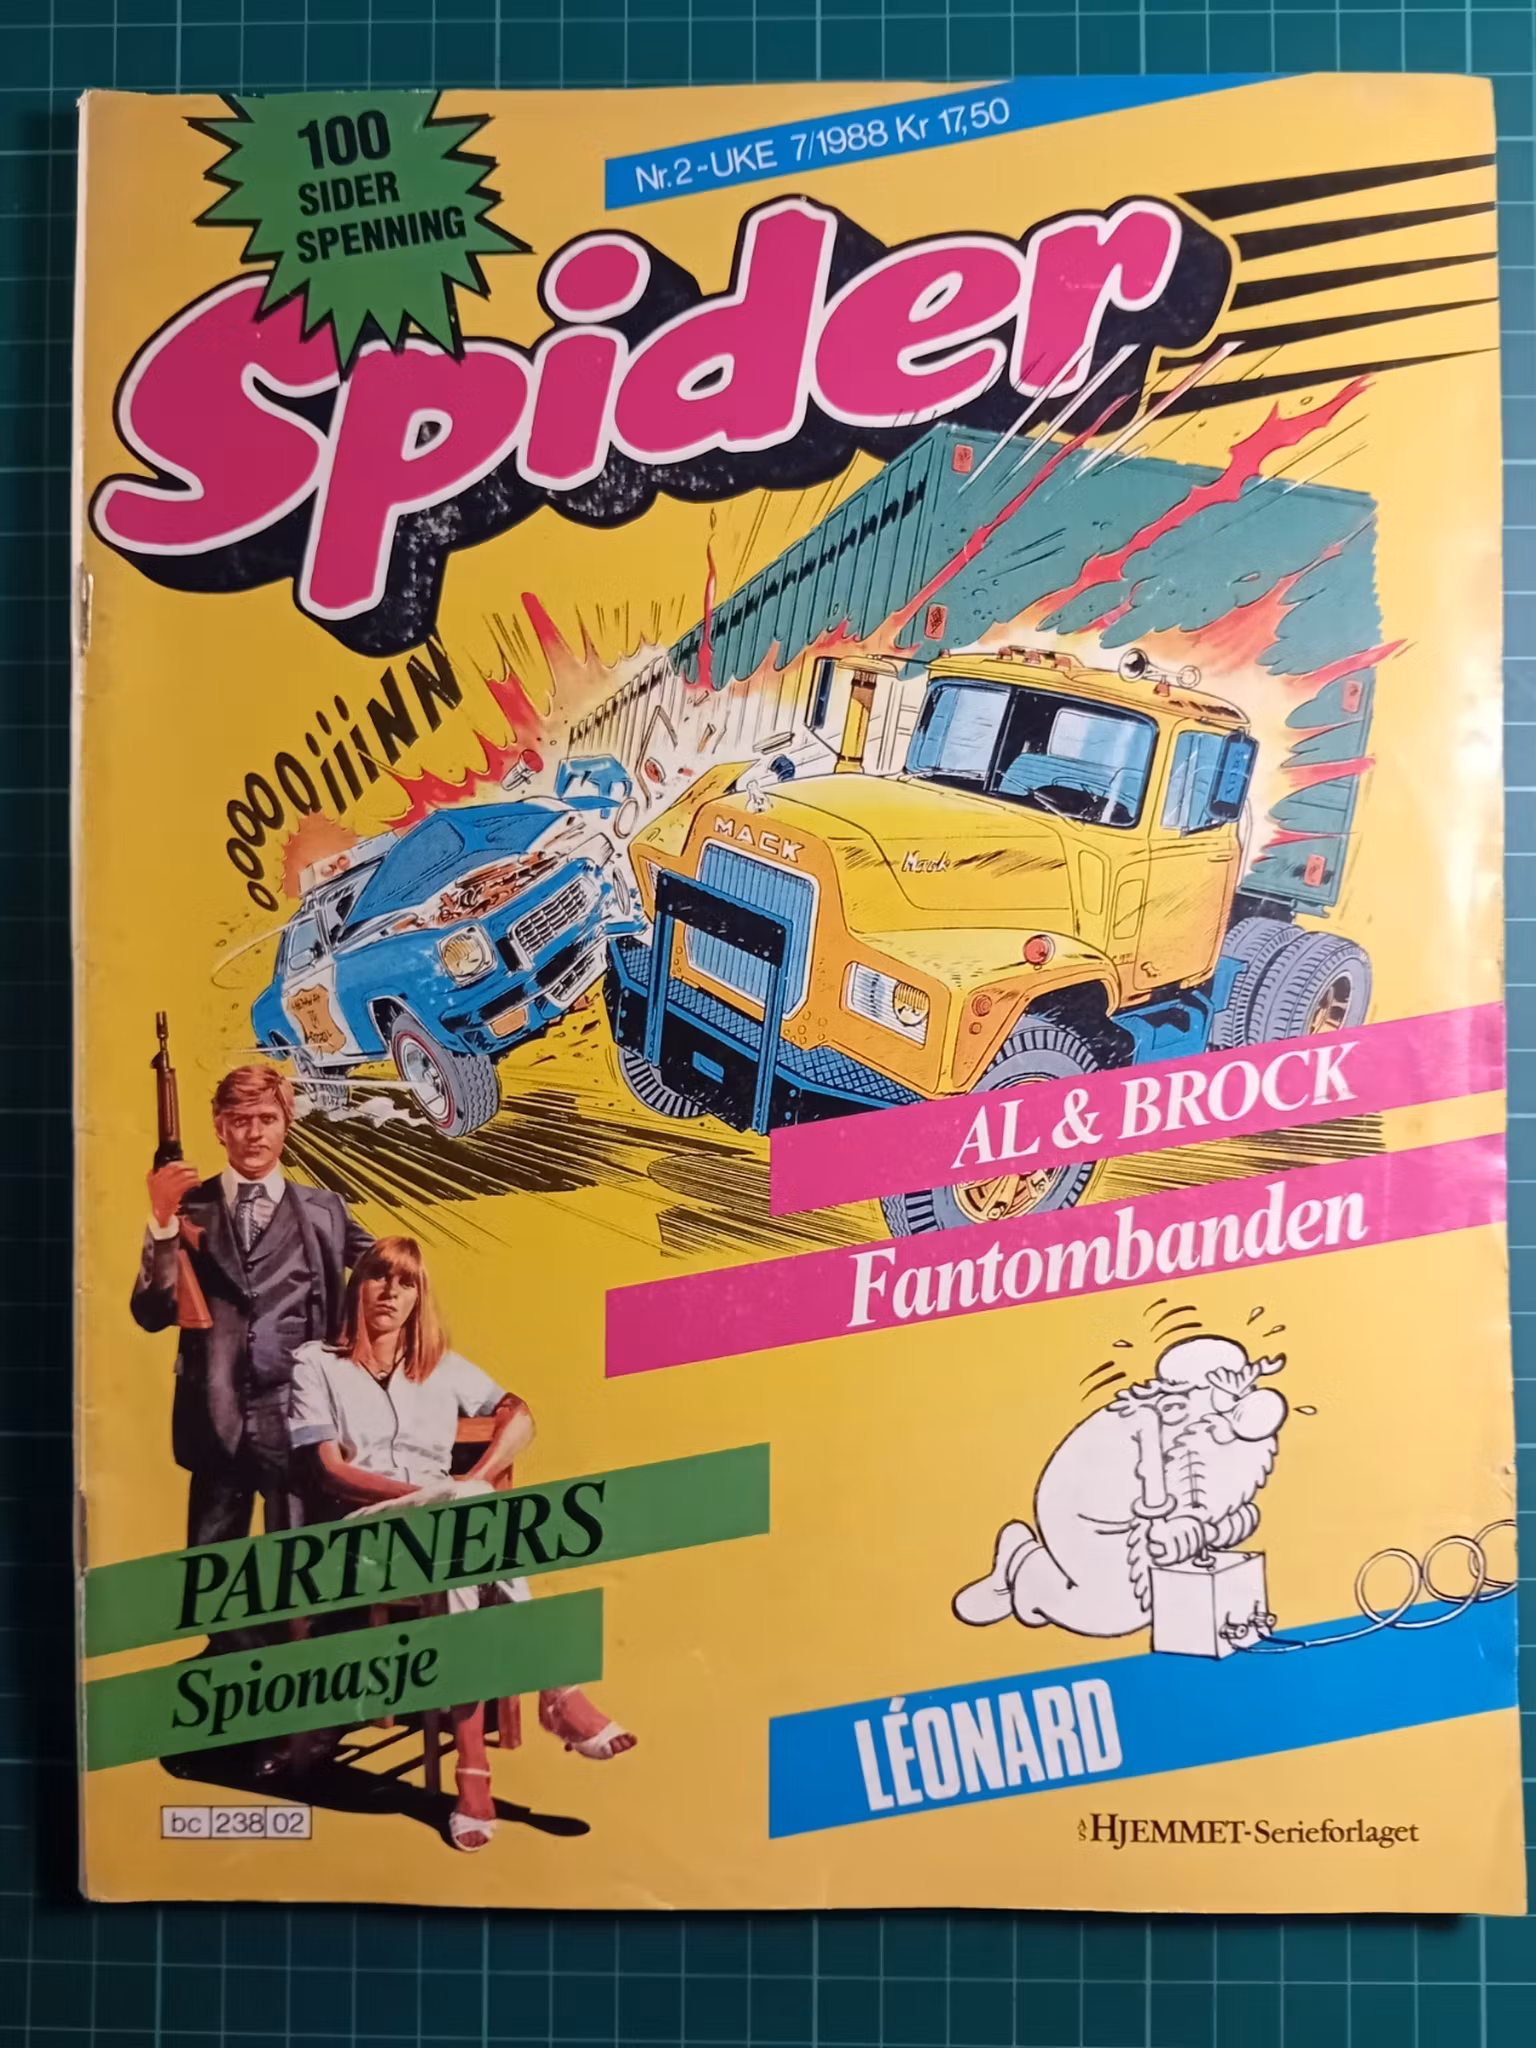 100
SIDER
SPENNING
Nr.2-UKE 7/1988 Kr 17,50
Spider
oooOiiiNNN
MACK
Mack
AL & BROCK
Fantombanden
PARTNERS
Spionasje
LÉONARD
bc 238 02
A/S HJEMMET-Serieforlaget